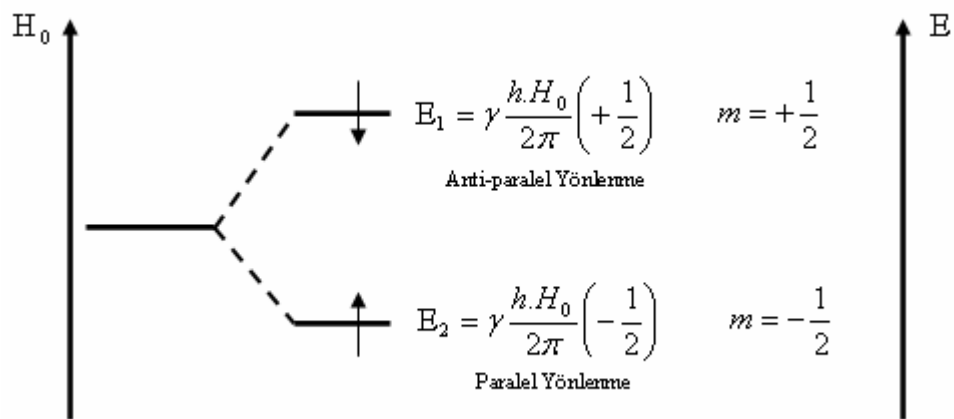 H₀ E
E₁ = γ h.H₀/2π (+1/2) m = +1/2
Anti-paralel Yönlenme
E₂ = γ h.H₀/2π (−1/2) m = −1/2
Paralel Yönlenme